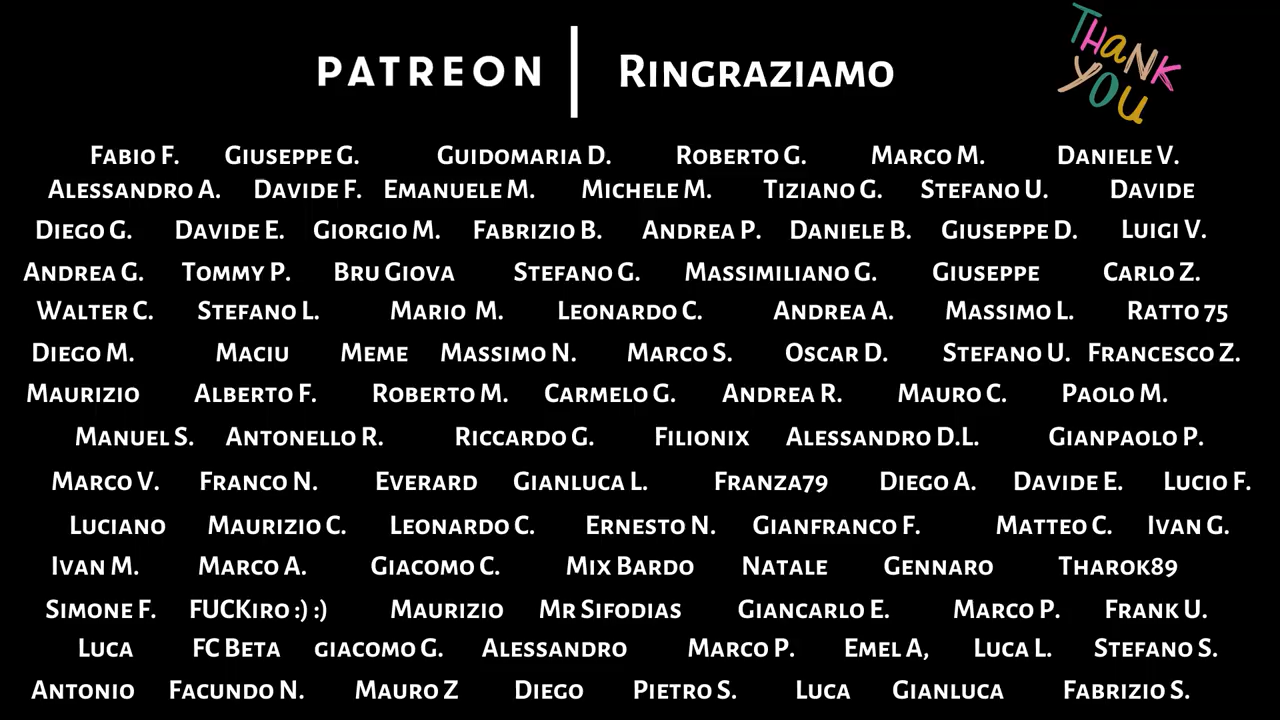 PATREON | Ringraziamo
THANK
YOU
Fabio F. Giuseppe G. Guidomaria D. Roberto G. Marco M. Daniele V.
Alessandro A. Davide F. Emanuele M. Michele M. Tiziano G. Stefano U. Davide
Diego G. Davide E. Giorgio M. Fabrizio B. Andrea P. Daniele B. Giuseppe D. Luigi V.
Andrea G. Tommy P. Bru Giova Stefano G. Massimiliano G. Giuseppe Carlo Z.
Walter C. Stefano L. Mario M. Leonardo C. Andrea A. Massimo L. Ratto 75
Diego M. Maciu Meme Massimo N. Marco S. Oscar D. Stefano U. Francesco Z.
Maurizio Alberto F. Roberto M. Carmelo G. Andrea R. Mauro C. Paolo M.
Manuel S. Antonello R. Riccardo G. Filionix Alessandro D.L. Gianpaolo P.
Marco V. Franco N. Everard Gianluca L. Franza79 Diego A. Davide E. Lucio F.
Luciano Maurizio C. Leonardo C. Ernesto N. Gianfranco F. Matteo C. Ivan G.
Ivan M. Marco A. Giacomo C. Mix Bardo Natale Gennaro Tharok89
Simone F. FUCKiro :) :) Maurizio Mr Sifodias Giancarlo E. Marco P. Frank U.
Luca FC Beta giacomo G. Alessandro Marco P. Emel A, Luca L. Stefano S.
Antonio Facundo N. Mauro Z Diego Pietro S. Luca Gianluca Fabrizio S.